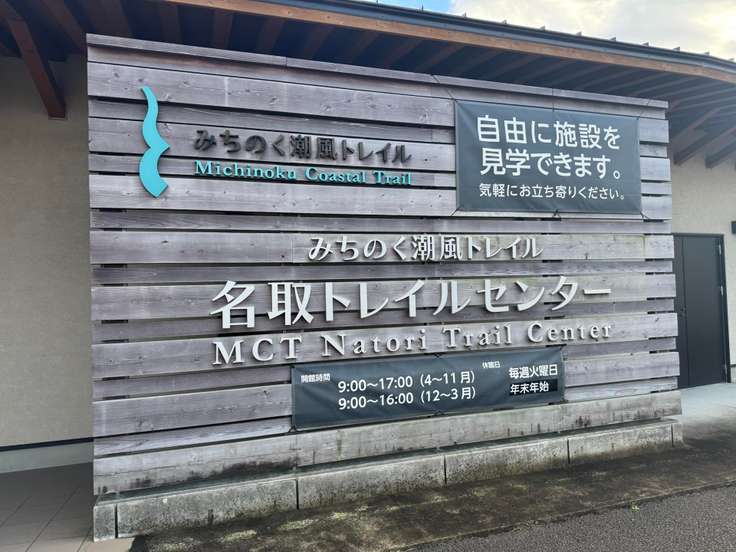 みちのく潮風トレイル
Michinoku Coastal Trail
自由に施設を
見学できます。
気軽にお立ち寄りください。
みちのく潮風トレイル
名取トレイルセンター
MCT Natori Trail Center
開館時間
9:00〜17:00（4〜11月）
9:00〜16:00（12〜3月）
休館日
毎週火曜日
年末年始